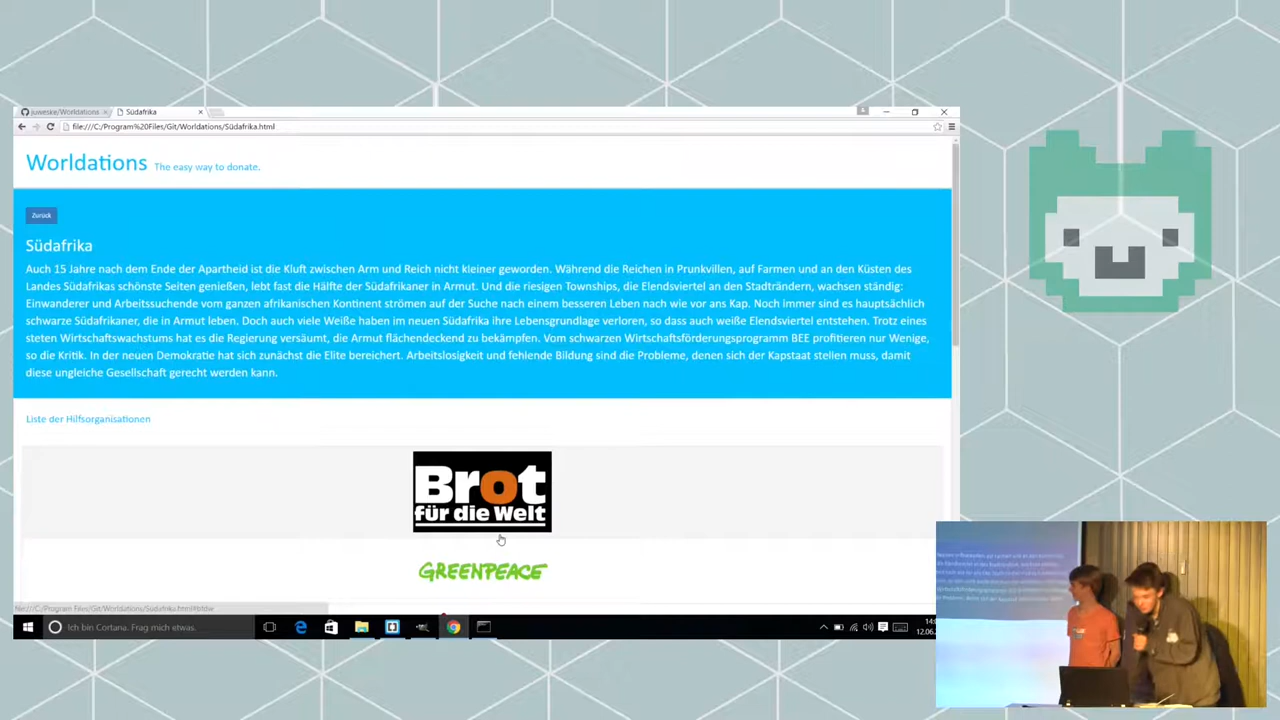 juweske/Worldations
Südafrika
file:///C:/Program%20Files/Git/Worldations/Südafrika.html
Worldations The easy way to donate.
Zurück
Südafrika
Auch 15 Jahre nach dem Ende der Apartheid ist die Kluft zwischen Arm und Reich nicht kleiner geworden. Während die Reichen in Prunkvillen, auf Farmen und an den Küsten des
Landes Südafrikas schönste Seiten genießen, lebt fast die Hälfte der Südafrikaner in Armut. Und die riesigen Townships, die Elendsviertel an den Stadträndern, wachsen ständig:
Einwanderer und Arbeitssuchende vom ganzen afrikanischen Kontinent strömen auf der Suche nach einem besseren Leben nach wie vor ans Kap. Noch immer sind es hauptsächlich
schwarze Südafrikaner, die in Armut leben. Doch auch viele Weiße haben im neuen Südafrika ihre Lebensgrundlage verloren, so dass auch weiße Elendsviertel entstehen. Trotz eines
steten Wirtschaftswachstums hat es die Regierung versäumt, die Armut flächendeckend zu bekämpfen. Vom schwarzen Wirtschaftsförderungsprogramm BEE profitieren nur Wenige,
so die Kritik. In der neuen Demokratie hat sich zunächst die Elite bereichert. Arbeitslosigkeit und fehlende Bildung sind die Probleme, denen sich der Kapstaat stellen muss, damit
diese ungleiche Gesellschaft gerecht werden kann.
Liste der Hilfsorganisationen
Brot
für die Welt
GREENPEACE
Ich bin Cortana. Frag mich etwas.
12.06